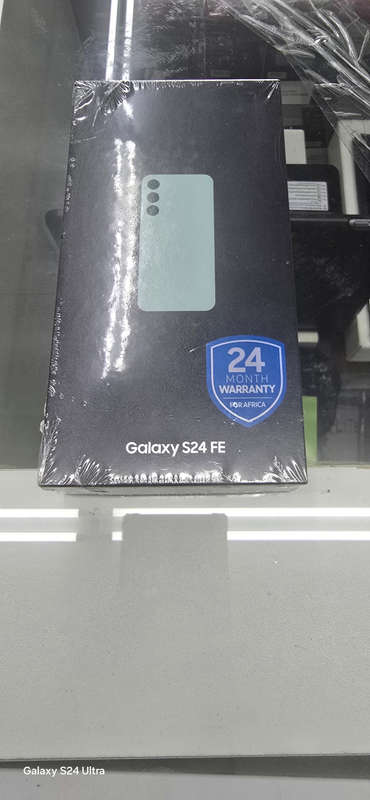 24
MONTH
WARRANTY
FOR AFRICA
Galaxy S24 FE
Galaxy S24 Ultra